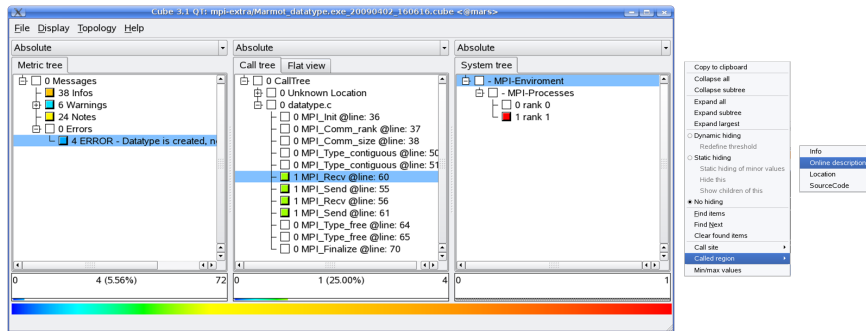 Cube 3.1 QT: mpi-extra/Marmot_datatype.exe_20090402_160616.cube <@mars>
File Display Topology Help
Absolute
Absolute
Absolute
Metric tree
Call tree
Flat view
System tree
0 Messages
38 Infos
6 Warnings
24 Notes
0 Errors
4 ERROR - Datatype is created, n
0 CallTree
0 Unknown Location
0 datatype.c
0 MPI_Init @line: 36
0 MPI_Comm_rank @line: 37
0 MPI_Comm_size @line: 38
0 MPI_Type_contiguous @line: 50
0 MPI_Type_contiguous @line: 51
1 MPI_Recv @line: 60
1 MPI_Send @line: 55
1 MPI_Recv @line: 56
1 MPI_Send @line: 61
0 MPI_Type_free @line: 64
0 MPI_Type_free @line: 65
0 MPI_Finalize @line: 70
- MPI-Enviroment
- MPI-Processes
0 rank 0
1 rank 1
0 4 (5.56%) 72
0 1 (25.00%) 4
0 1
Copy to clipboard
Collapse all
Collapse subtree
Expand all
Expand subtree
Expand largest
Dynamic hiding
Redefine threshold
Static hiding
Static hiding of minor values
Hide this
Show children of this
No hiding
Find items
Find Next
Clear found items
Call site
Called region
Min/max values
Info
Online description
Location
SourceCode